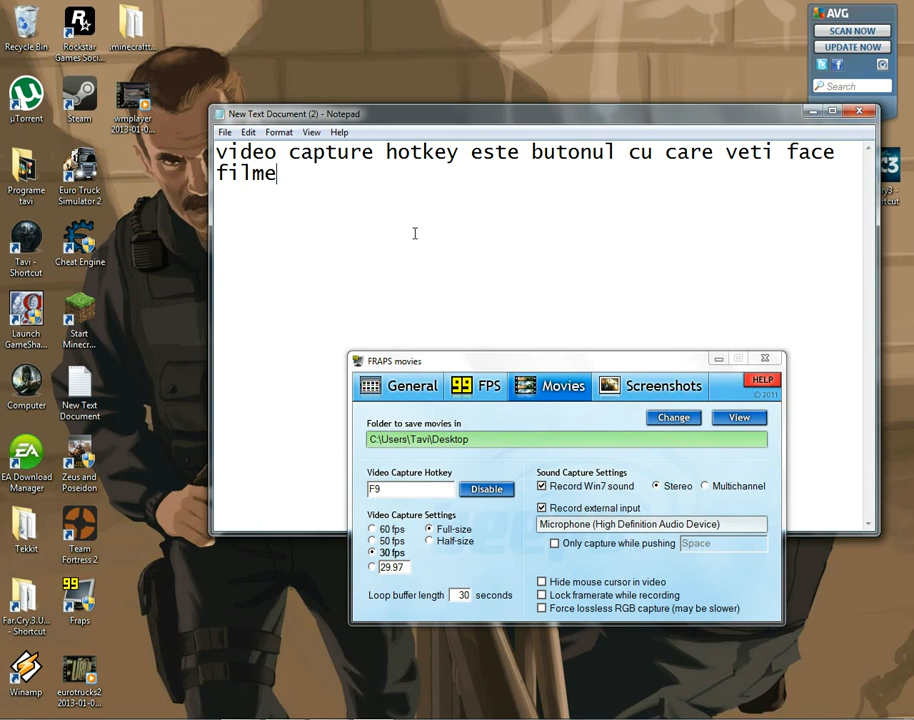 Recycle Bin
Rockstar
Games Soci...
.minecraftt...
µTorrent
Steam
wmplayer
2013-01-0...
Programe
tavi
Euro Truck
Simulator 2
Tavi -
Shortcut
Cheat Engine
Launch
GameSha...
Start
Minecr...
Computer
New Text
Document
EA Download
Manager
Zeus and
Poseidon
Tekkit
Team
Fortress 2
Far.Cry.3.U...
- Shortcut
Fraps
Winamp
eurotrucks2
2013-01-0...
AVG
SCAN NOW
UPDATE NOW
Search
New Text Document (2) - Notepad
File Edit Format View Help
video capture hotkey este butonul cu care veti face
filme
FRAPS movies
General 99 FPS Movies Screenshots HELP
© 2011
Folder to save movies in Change View
C:\Users\Tavi\Desktop
Video Capture Hotkey
F9 Disable
Video Capture Settings
60 fps Full-size
50 fps Half-size
30 fps
29.97
Loop buffer length 30 seconds
Sound Capture Settings
Record Win7 sound Stereo Multichannel
Record external input
Microphone (High Definition Audio Device)
Only capture while pushing Space
Hide mouse cursor in video
Lock framerate while recording
Force lossless RGB capture (may be slower)